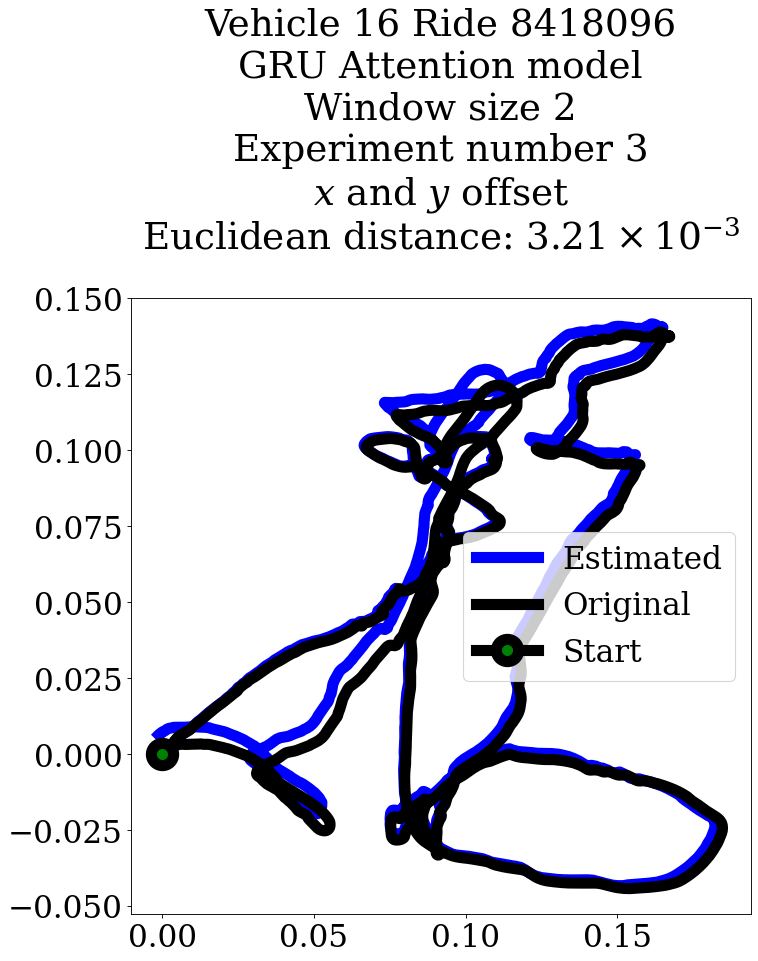 Vehicle 16 Ride 8418096
GRU Attention model
Window size 2
Experiment number 3
x and y offset
Euclidean distance: 3.21 × 10⁻³
0.150
0.125
0.100
0.075
0.050
0.025
0.000
−0.025
−0.050
Estimated
Original
Start
0.00 0.05 0.10 0.15